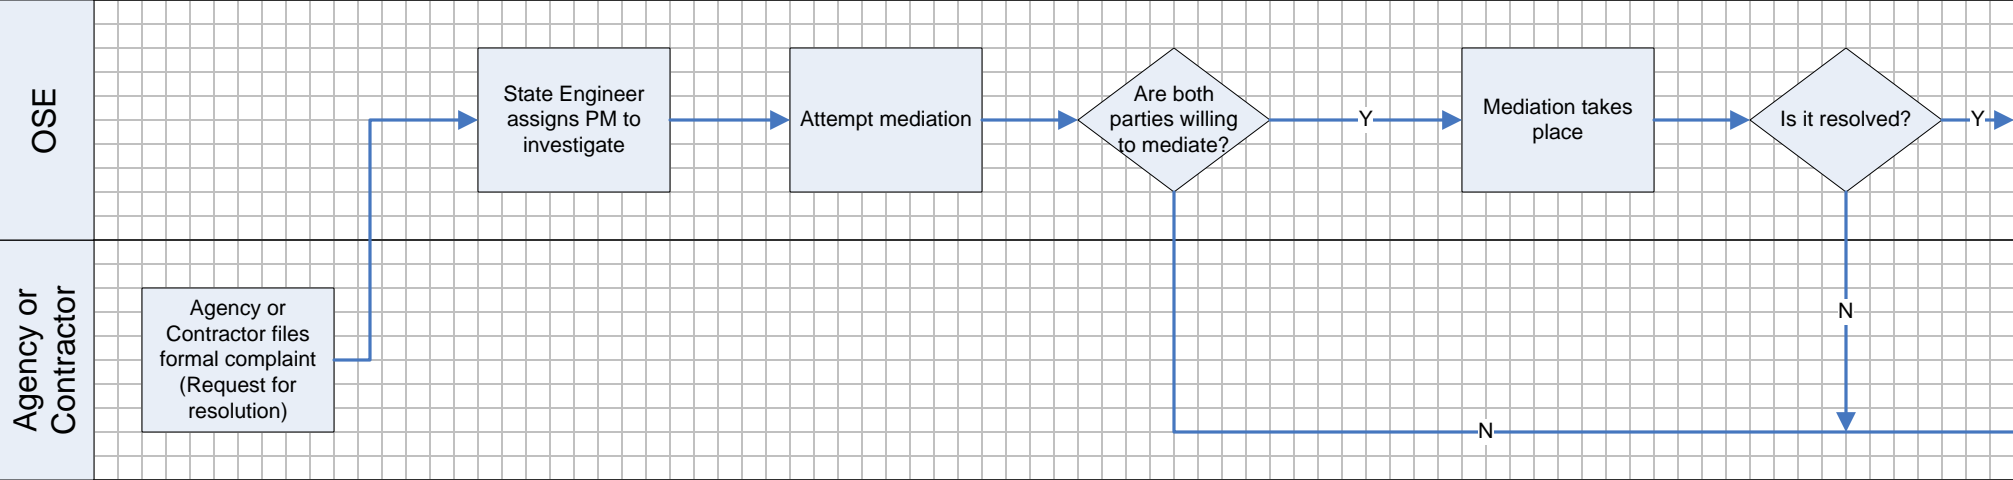 OSE
State Engineer
assigns PM to
investigate
Attempt mediation
Are both
parties willing
to mediate?
Y
Mediation takes
place
Is it resolved?
Y
Agency or
Contractor
Agency or
Contractor files
formal complaint
(Request for
resolution)
N
N